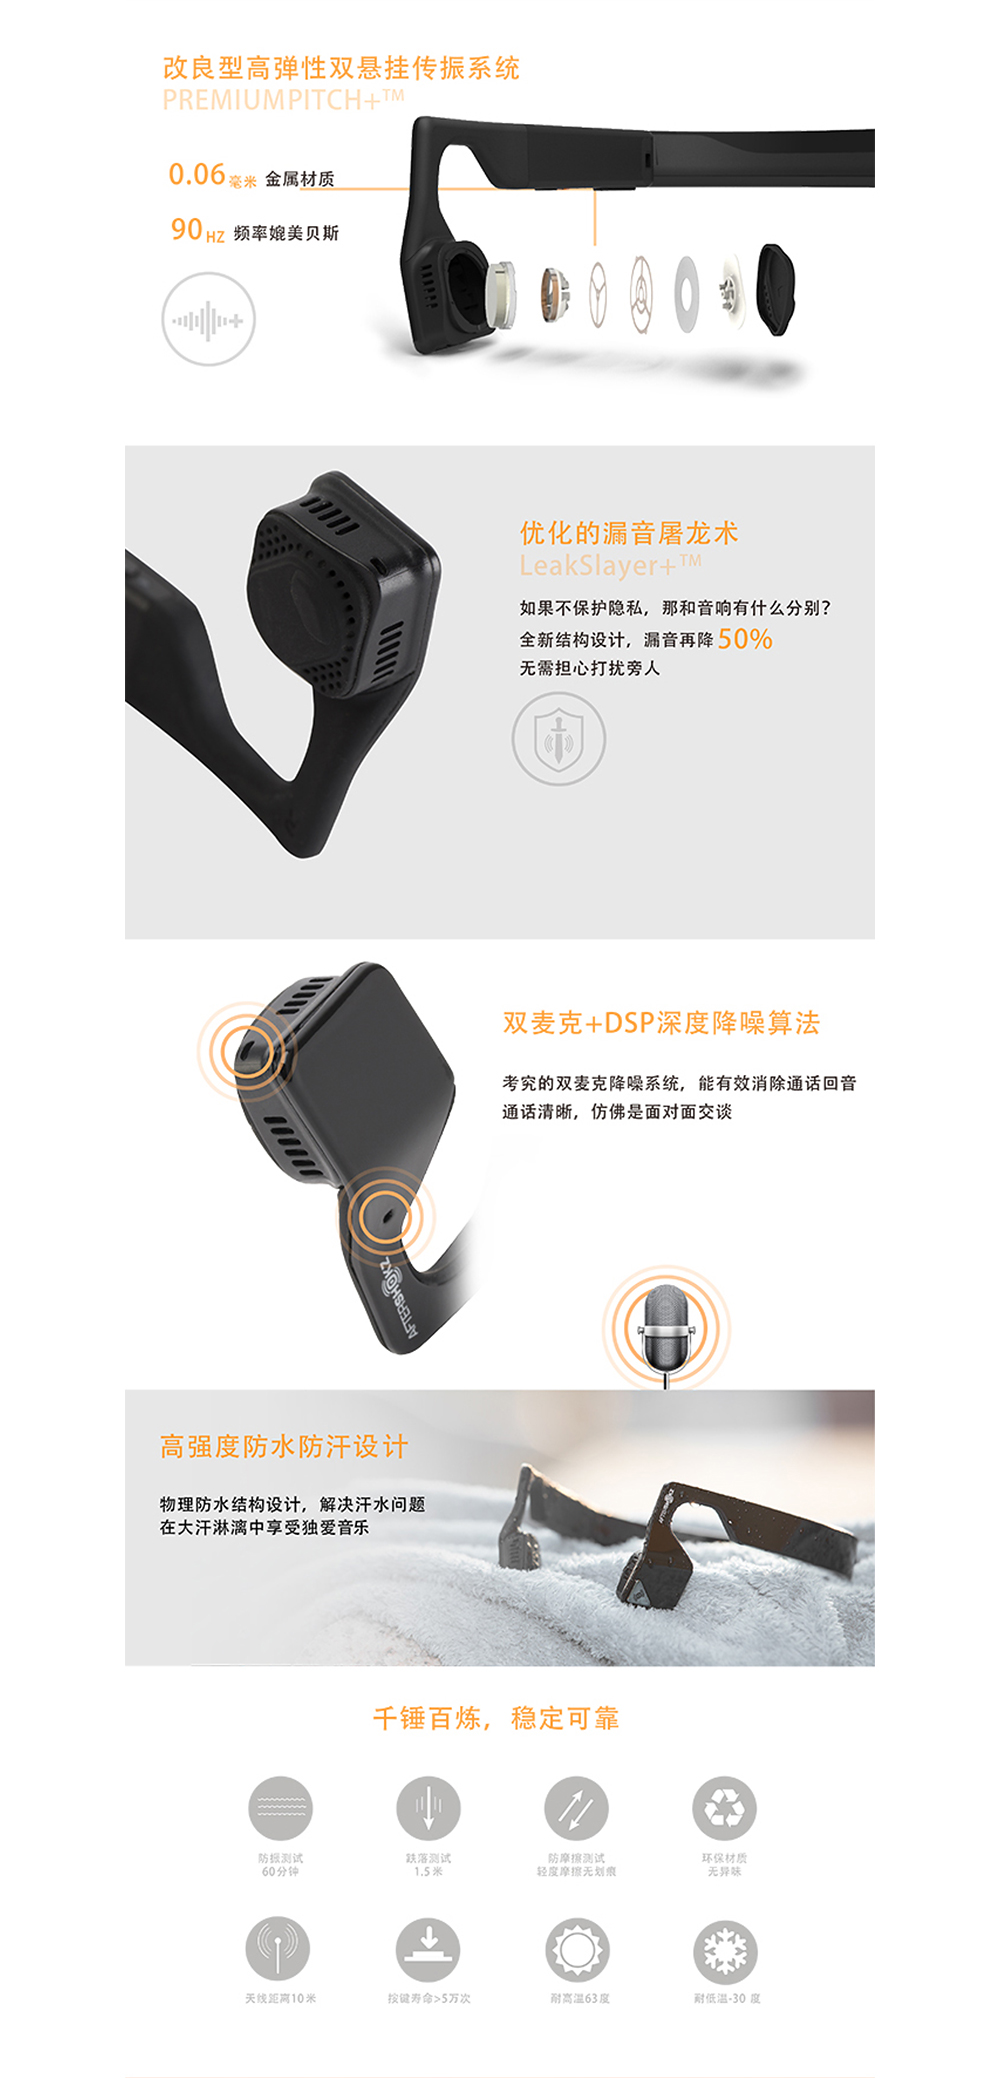 改良型高弹性双悬挂传振系统
PREMIUMPITCH+™
0.06毫米 金属材质
90HZ 频率媲美贝斯
优化的漏音屠龙术
LeakSlayer+™
如果不保护隐私，那和音响有什么分别？
全新结构设计，漏音再降50%
无需担心打扰旁人
双麦克+DSP深度降噪算法
考究的双麦克降噪系统，能有效消除通话回音
通话清晰，仿佛是面对面交谈
AFTERSHOKZ
高强度防水防汗设计
物理防水结构设计，解决汗水问题
在大汗淋漓中享受独爱音乐
千锤百炼，稳定可靠
防振测试
60分钟
跌落测试
1.5米
防摩擦测试
轻度摩擦无划痕
环保材质
无异味
天线距离10米
按键寿命>5万次
耐高温63度
耐低温-30 度